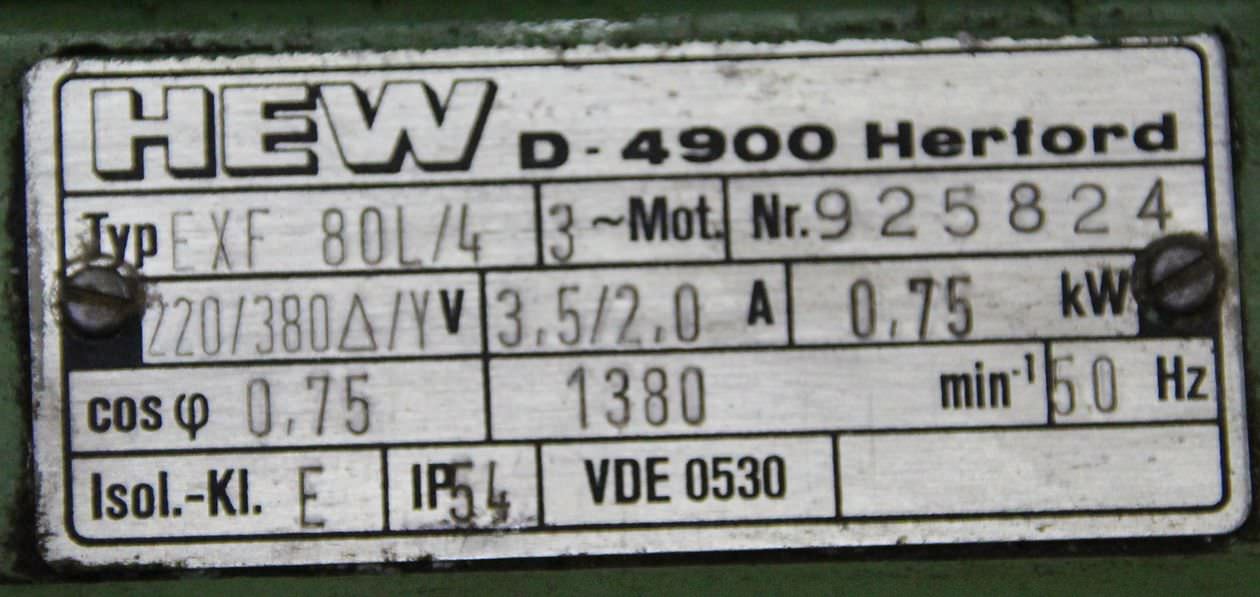 HEW D-4900 Herford
Typ EXF 80L/4 3~Mot. Nr. 925824
220/380Δ/Y V 3,5/2,0 A 0,75 kW
cos φ 0,75 1380 min⁻¹ 50 Hz
Isol.-Kl. E IP54 VDE 0530